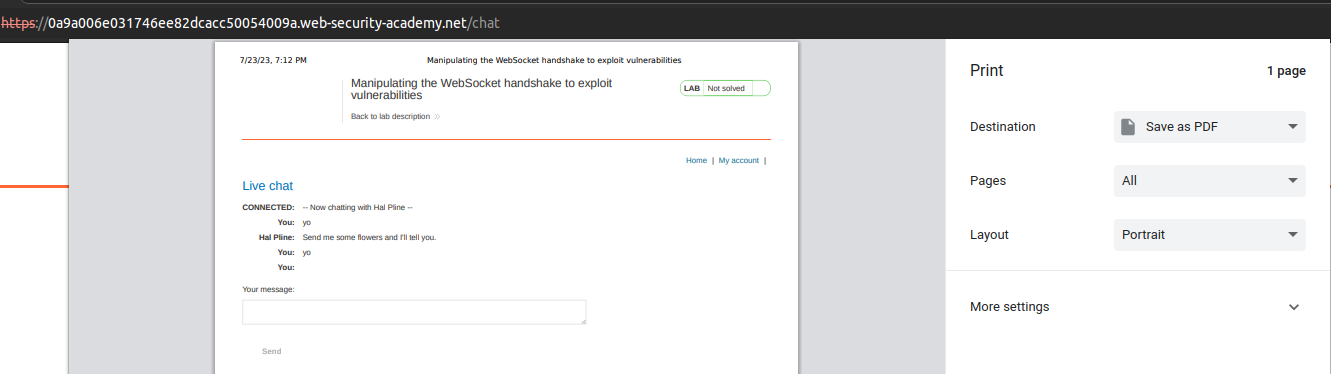 https://0a9a006e031746ee82dcacc50054009a.web-security-academy.net/chat
7/23/23, 7:12 PM Manipulating the WebSocket handshake to exploit vulnerabilities
Manipulating the WebSocket handshake to exploit
vulnerabilities
LAB Not solved
Back to lab description »
Home | My account |
Live chat
CONNECTED: -- Now chatting with Hal Pline --
You: yo
Hal Pline: Send me some flowers and I'll tell you.
You: yo
You:
Your message:
Send
Print 1 page
Destination Save as PDF
Pages All
Layout Portrait
More settings